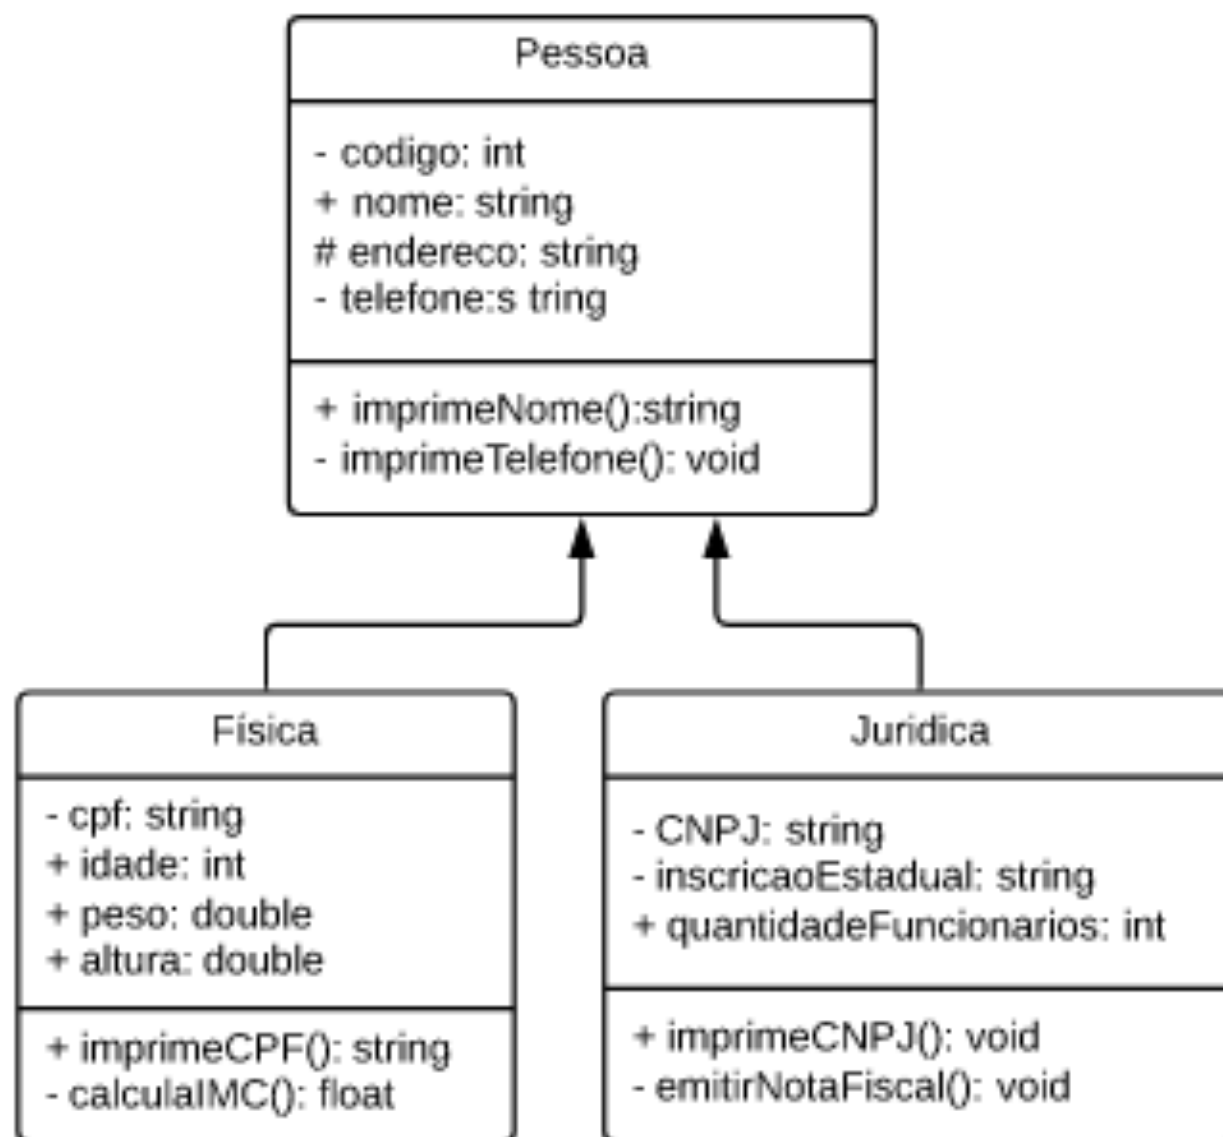 Pessoa
- codigo: int
+ nome: string
# endereco: string
- telefone:s tring
+ imprimeNome():string
- imprimeTelefone(): void
Física
- cpf: string
+ idade: int
+ peso: double
+ altura: double
+ imprimeCPF(): string
- calculaIMC(): float
Juridica
- CNPJ: string
- inscricaoEstadual: string
+ quantidadeFuncionarios: int
+ imprimeCNPJ(): void
- emitirNotaFiscal(): void